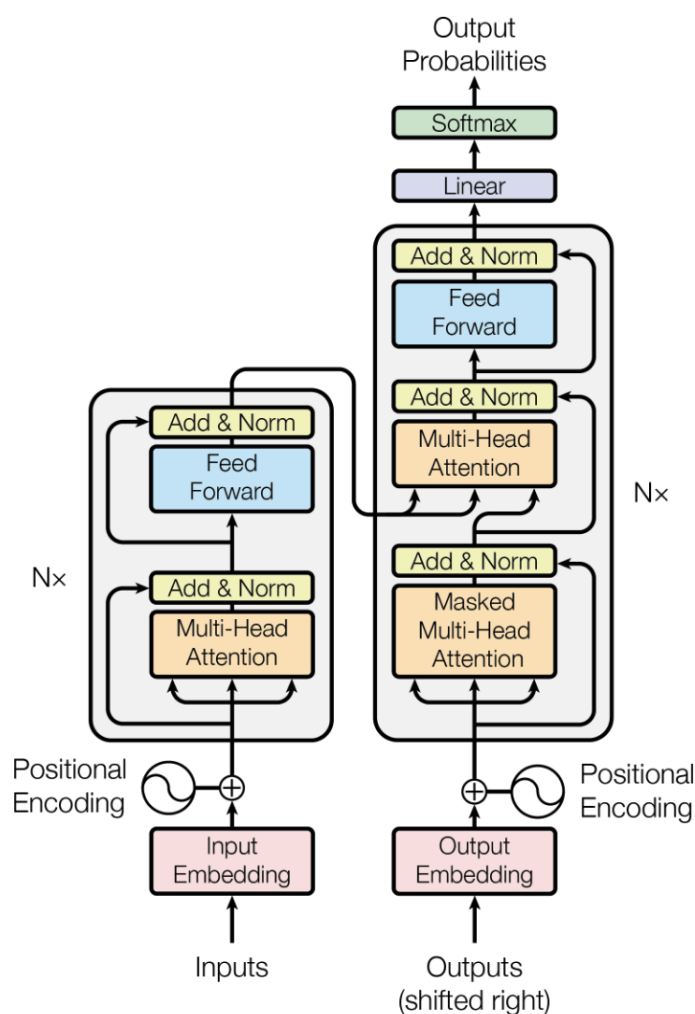 Output
Probabilities
Softmax
Linear
Add & Norm
Feed
Forward
Add & Norm
Multi-Head
Attention
Add & Norm
Masked
Multi-Head
Attention
Nx
Add & Norm
Feed
Forward
Add & Norm
Multi-Head
Attention
N×
Positional
Encoding
Positional
Encoding
Input
Embedding
Output
Embedding
Inputs
Outputs
(shifted right)